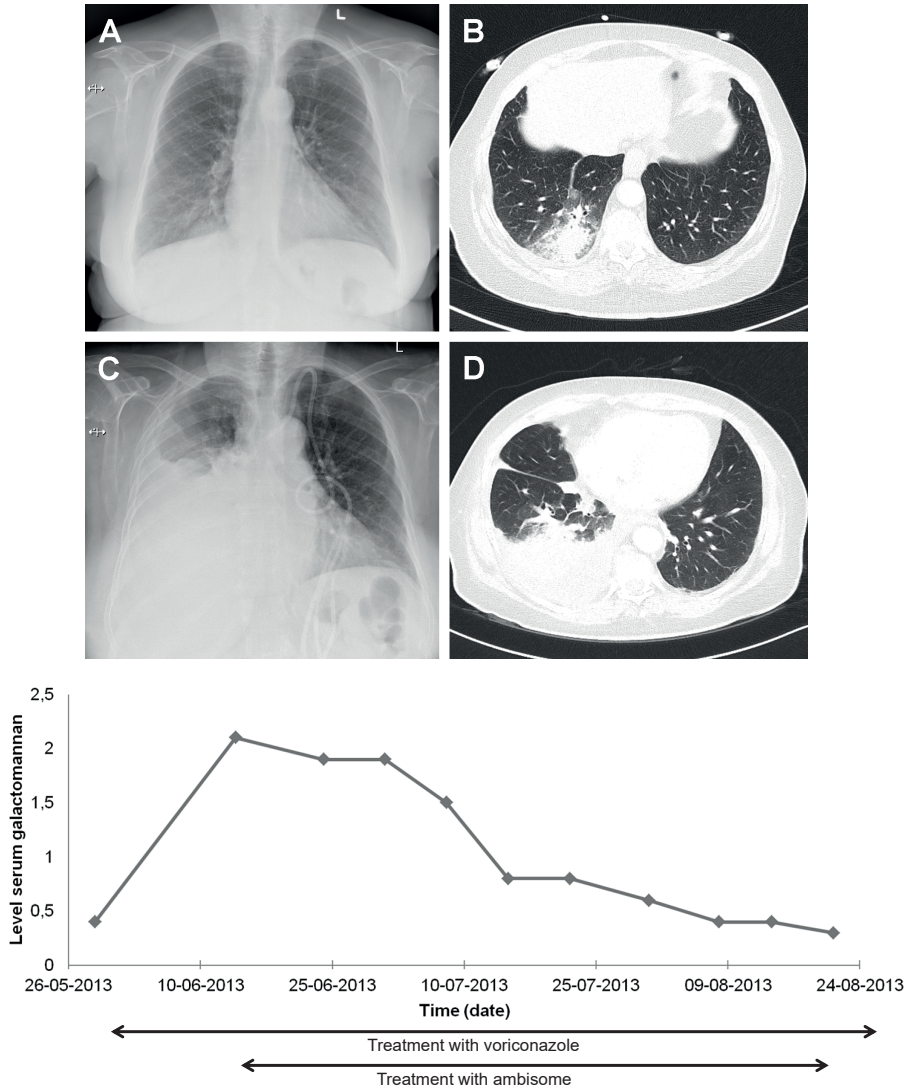 A
L
B
C
L
D
2,5
2
1,5
1
0,5
0
Level serum galactomannan
26-05-2013 10-06-2013 25-06-2013 10-07-2013 25-07-2013 09-08-2013 24-08-2013
Time (date)
Treatment with voriconazole
Treatment with ambisome